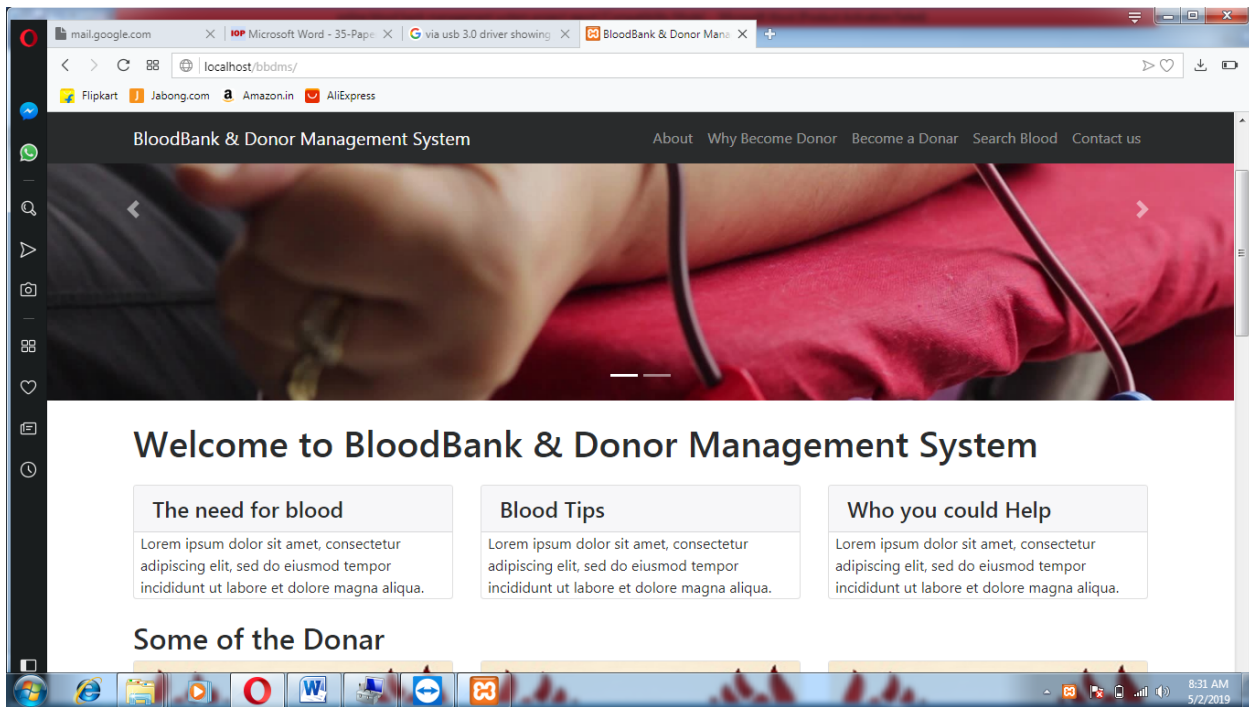 mail.google.com
IOP Microsoft Word - 35-Pape
G via usb 3.0 driver showing
BloodBank & Donor Mana
localhost/bbdms/
Flipkart
J Jabong.com
a Amazon.in
AliExpress
BloodBank & Donor Management System
About Why Become Donor Become a Donar Search Blood Contact us
Welcome to BloodBank & Donor Management System
The need for blood
Lorem ipsum dolor sit amet, consectetur
adipiscing elit, sed do eiusmod tempor
incididunt ut labore et dolore magna aliqua.
Blood Tips
Lorem ipsum dolor sit amet, consectetur
adipiscing elit, sed do eiusmod tempor
incididunt ut labore et dolore magna aliqua.
Who you could Help
Lorem ipsum dolor sit amet, consectetur
adipiscing elit, sed do eiusmod tempor
incididunt ut labore et dolore magna aliqua.
Some of the Donar
8:31 AM
5/2/2019